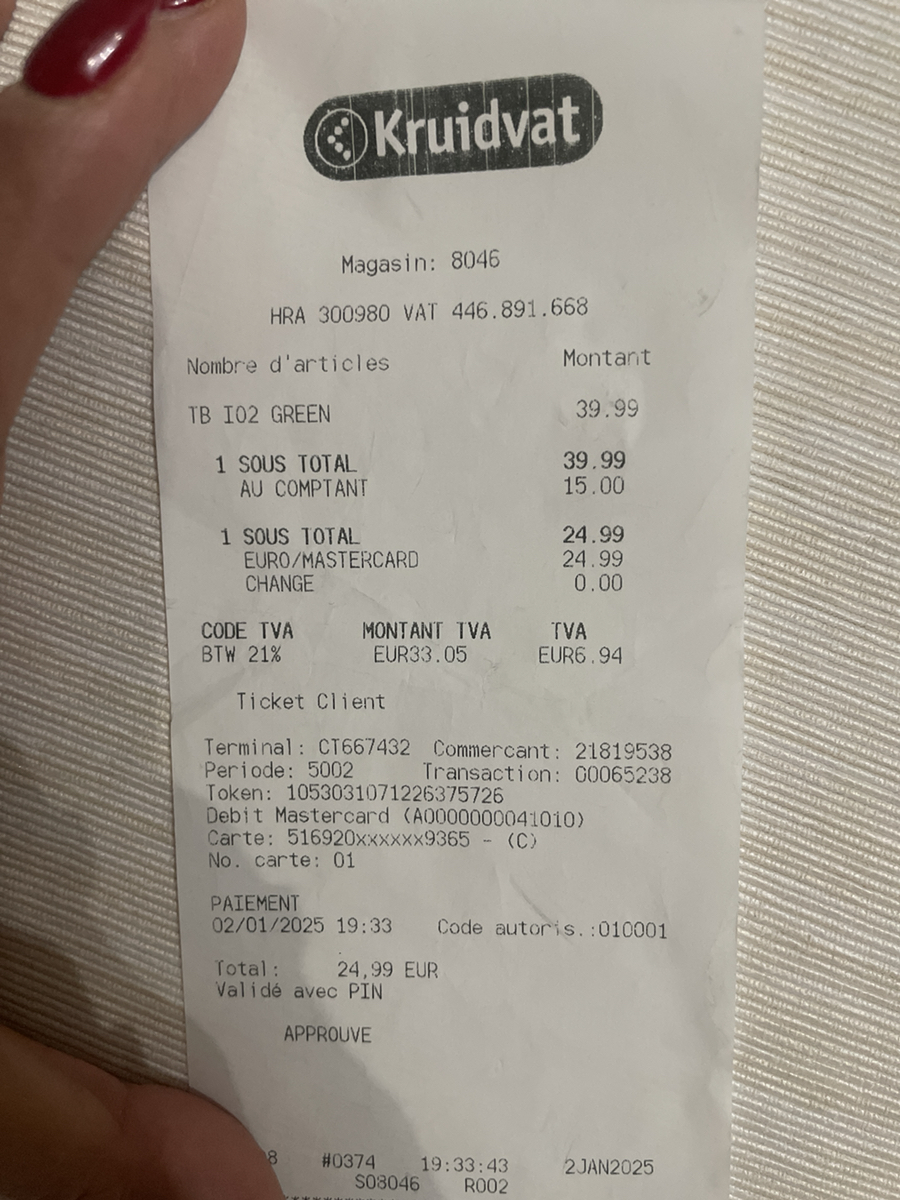 Kruidvat
Magasin: 8046
HRA 300980 VAT 446.891.668
Nombre d'articles Montant
TB IO2 GREEN 39.99
1 SOUS TOTAL 39.99
AU COMPTANT 15.00
1 SOUS TOTAL 24.99
EURO/MASTERCARD 24.99
CHANGE 0.00
CODE TVA MONTANT TVA TVA
BTW 21% EUR33.05 EUR6.94
Ticket Client
Terminal: CT667432 Commercant: 21819538
Periode: 5002 Transaction: G0065238
Token: 1053031071226375726
Debit Mastercard (A0000000041010)
Carte: 516920xxxxxx9365 - (C)
No. carte: 01
PAIEMENT
02/01/2025 19:33 Code autoris.:010001
Total: 24,99 EUR
Validé avec PIN
APPROUVE
#0374 19:33:43 2JAN2025
S08046 R002